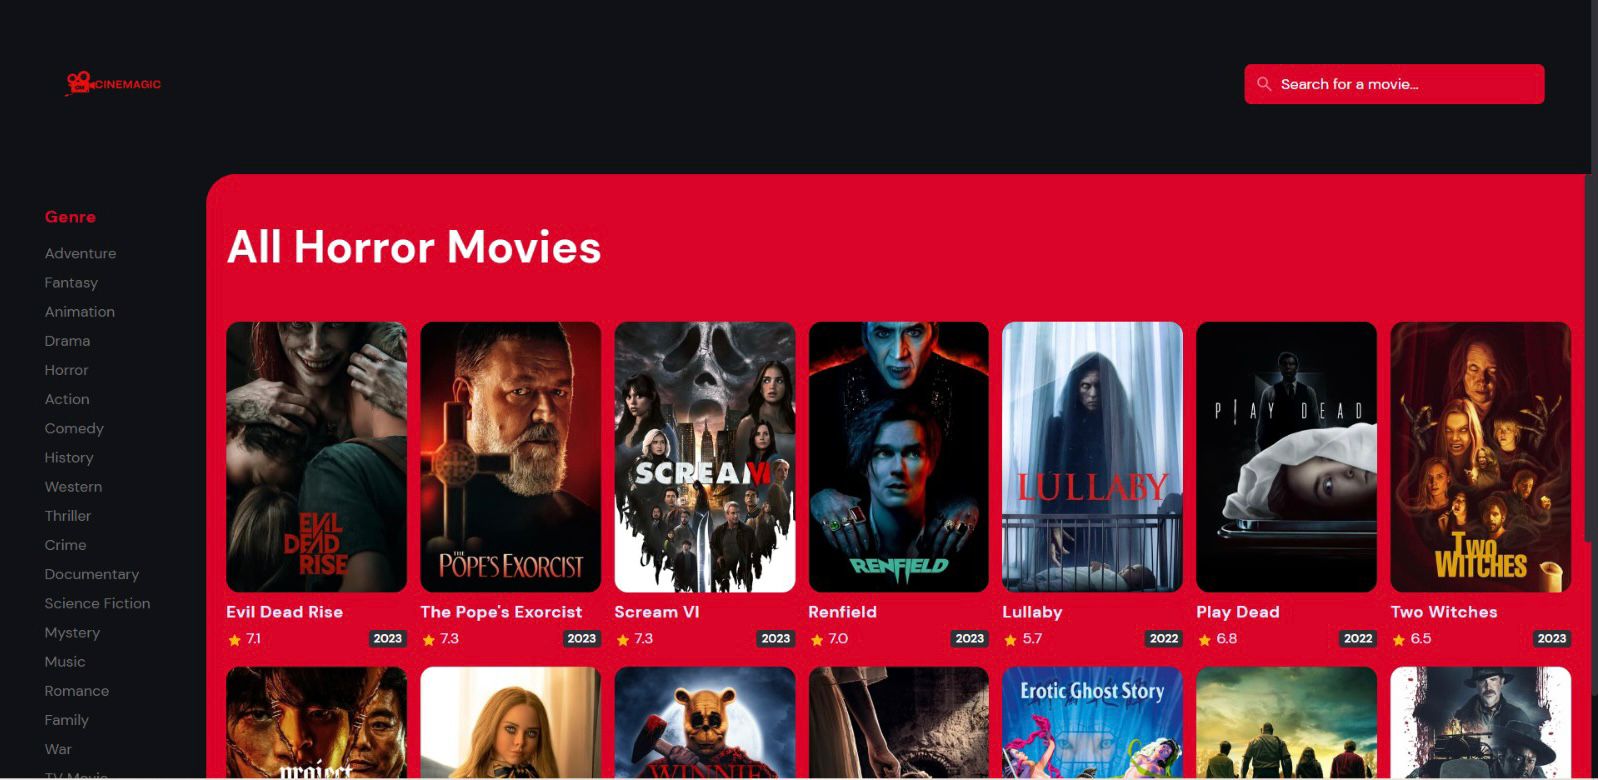 CINEMAGIC
Search for a movie...
Genre
Adventure
Fantasy
Animation
Drama
Horror
Action
Comedy
History
Western
Thriller
Crime
Documentary
Science Fiction
Mystery
Music
Romance
Family
War
TV Movie
All Horror Movies
EVIL
DEAD
RISE
THE
POPE'S EXORCIST
SCREAM VI
RENFIELD
LULLABY
PLAY DEAD
TWO
WITCHES
Evil Dead Rise
The Pope's Exorcist
Scream VI
Renfield
Lullaby
Play Dead
Two Witches
7.1 2023
7.3 2023
7.3 2023
7.0 2023
5.7 2022
6.8 2022
6.5 2023
project
WINNIE
Erotic Ghost Story